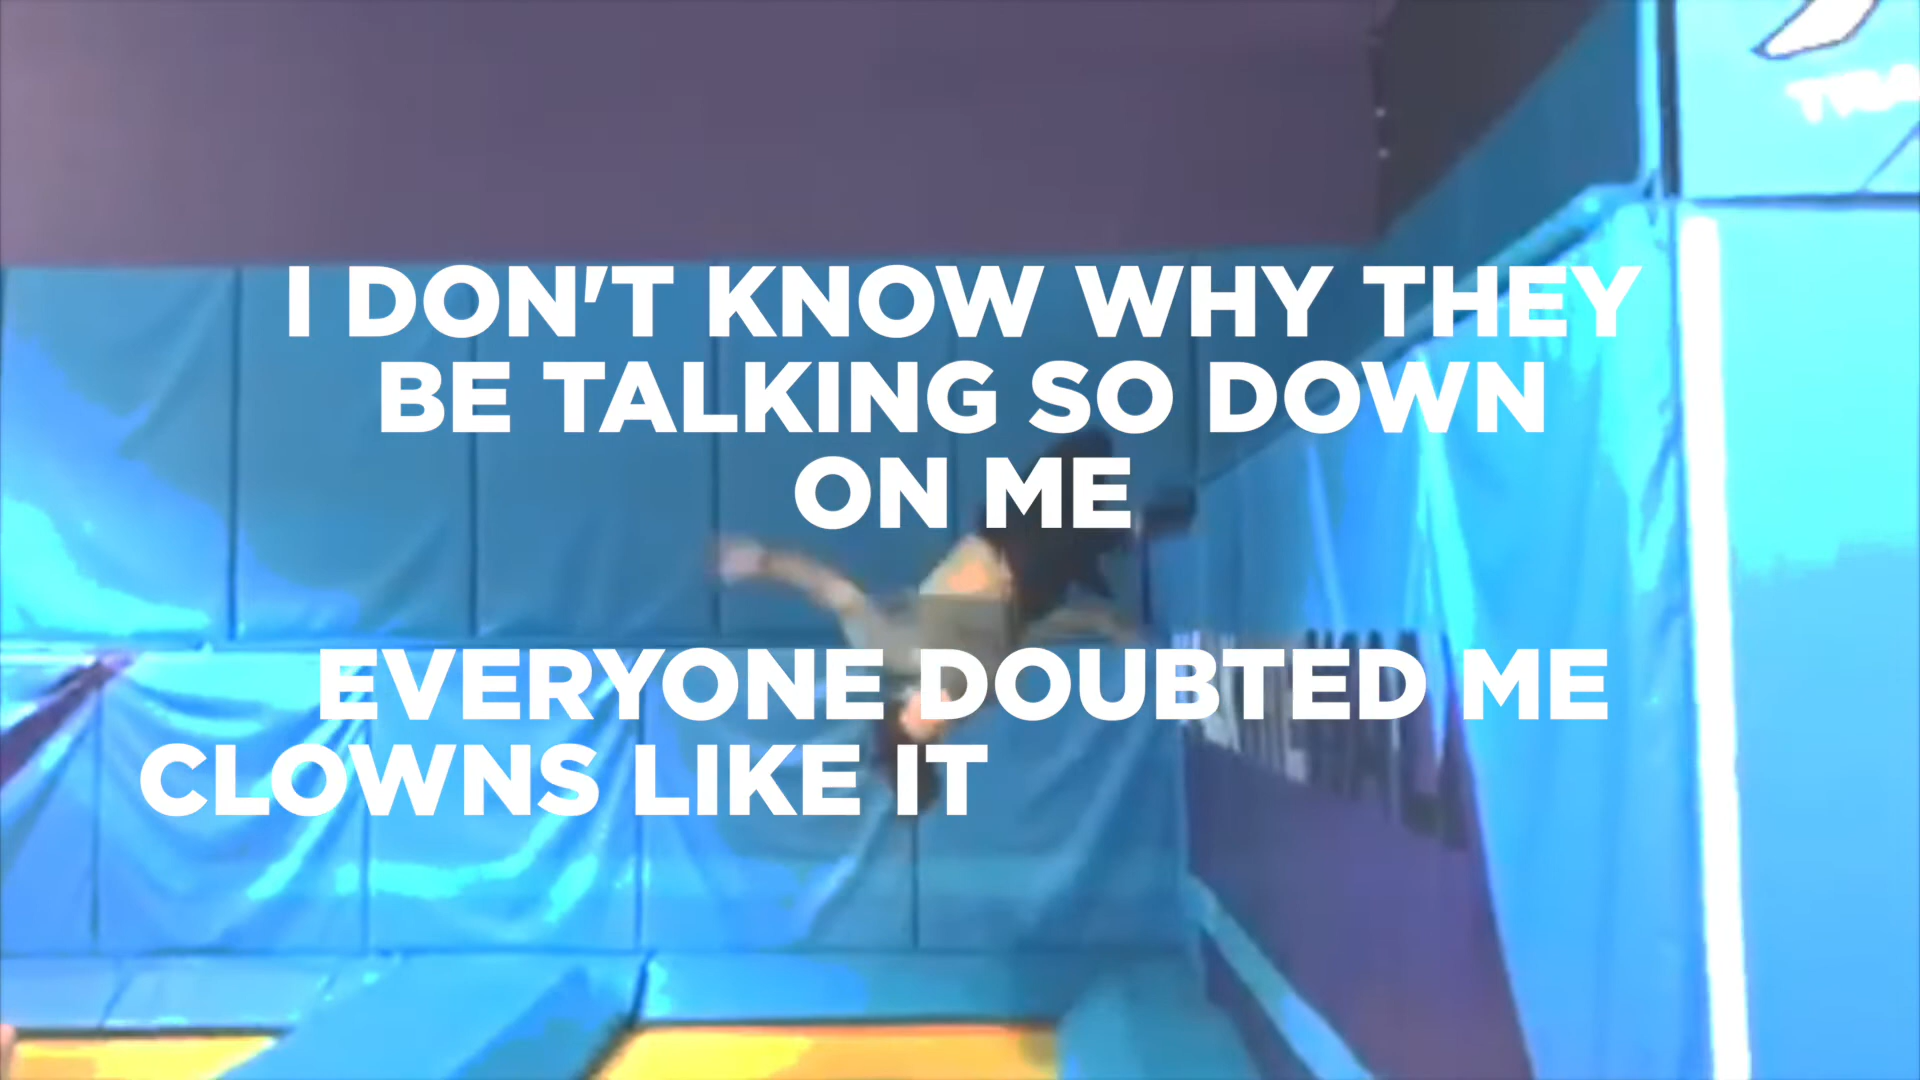 I DON'T KNOW WHY THEY
BE TALKING SO DOWN
ON ME
EVERYONE DOUBTED ME
CLOWNS LIKE IT